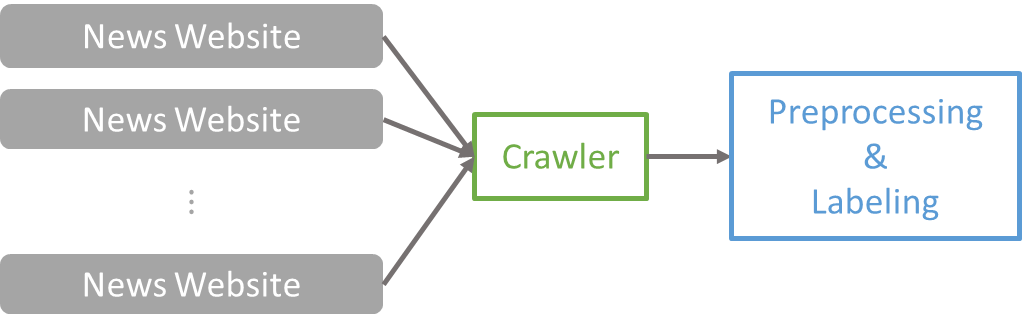 News Website
News Website
⋮
News Website
Crawler
Preprocessing
&
Labeling